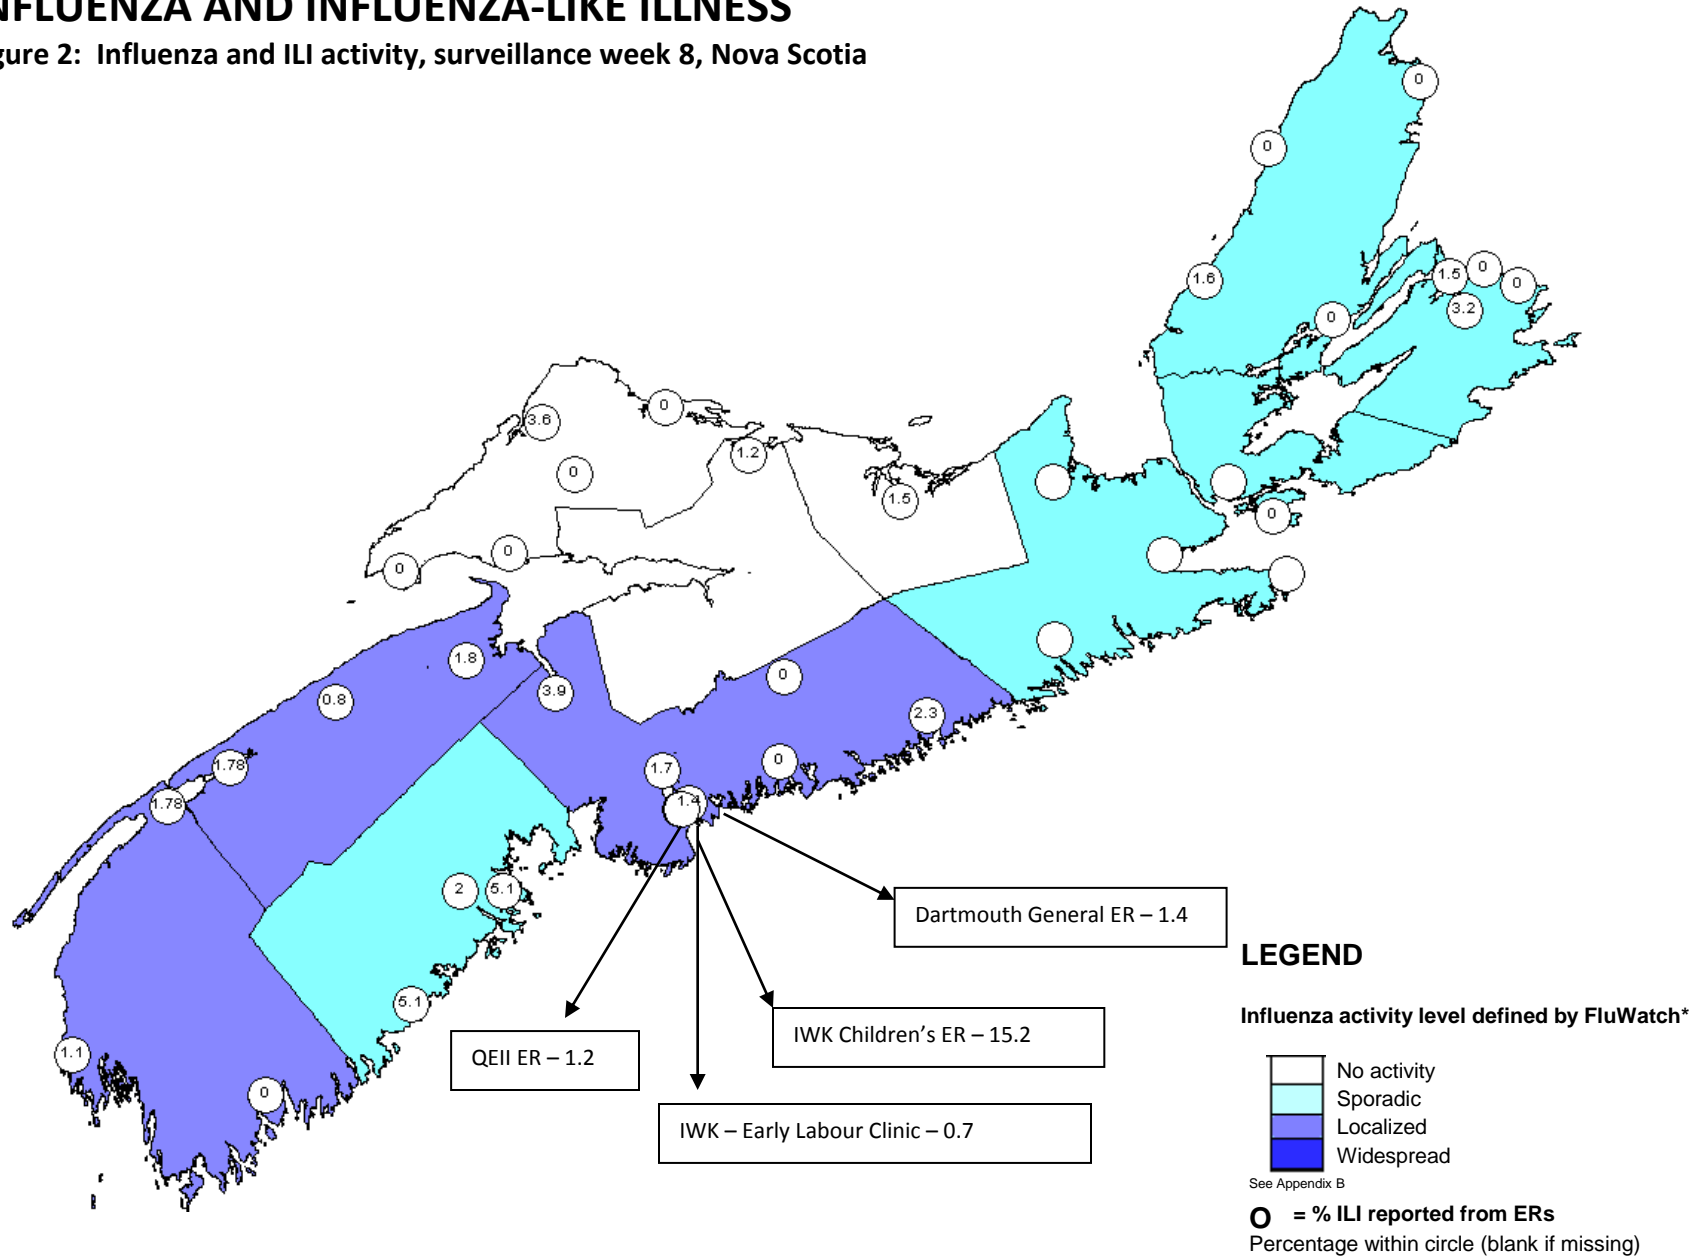 NFLUENZA AND INFLUENZA-LIKE ILLNESS
gure 2: Influenza and ILI activity, surveillance week 8, Nova Scotia
0
0
1.6
1.5
0
0
3.2
0
3.6
0
0
1.2
1.5
0
0
0
1.8
0.8
3.9
0
2.3
1.78
1.78
1.7
0
1.4
2
5.1
5.1
1.1
0
Dartmouth General ER – 1.4
IWK Children's ER – 15.2
QEII ER – 1.2
IWK – Early Labour Clinic – 0.7
LEGEND
Influenza activity level defined by FluWatch*
No activity
Sporadic
Localized
Widespread
See Appendix B
O = % ILI reported from ERs
Percentage within circle (blank if missing)